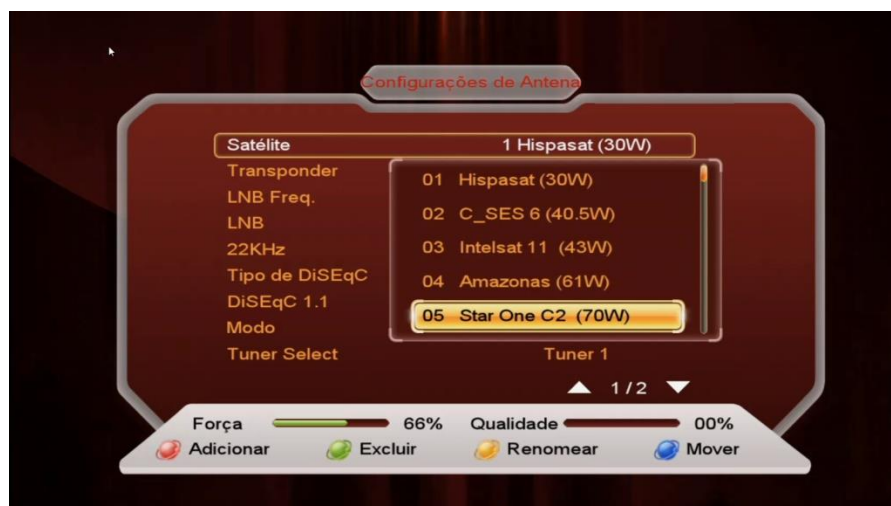 Configurações de Antena
Satélite 1 Hispasat (30W)
Transponder
LNB Freq.
LNB
22KHz
Tipo de DiSEqC
DiSEqC 1.1
Modo
Tuner Select Tuner 1
01 Hispasat (30W)
02 C_SES 6 (40.5W)
03 Intelsat 11 (43W)
04 Amazonas (61W)
05 Star One C2 (70W)
1/2
Força 66% Qualidade 00%
Adicionar Excluir Renomear Mover